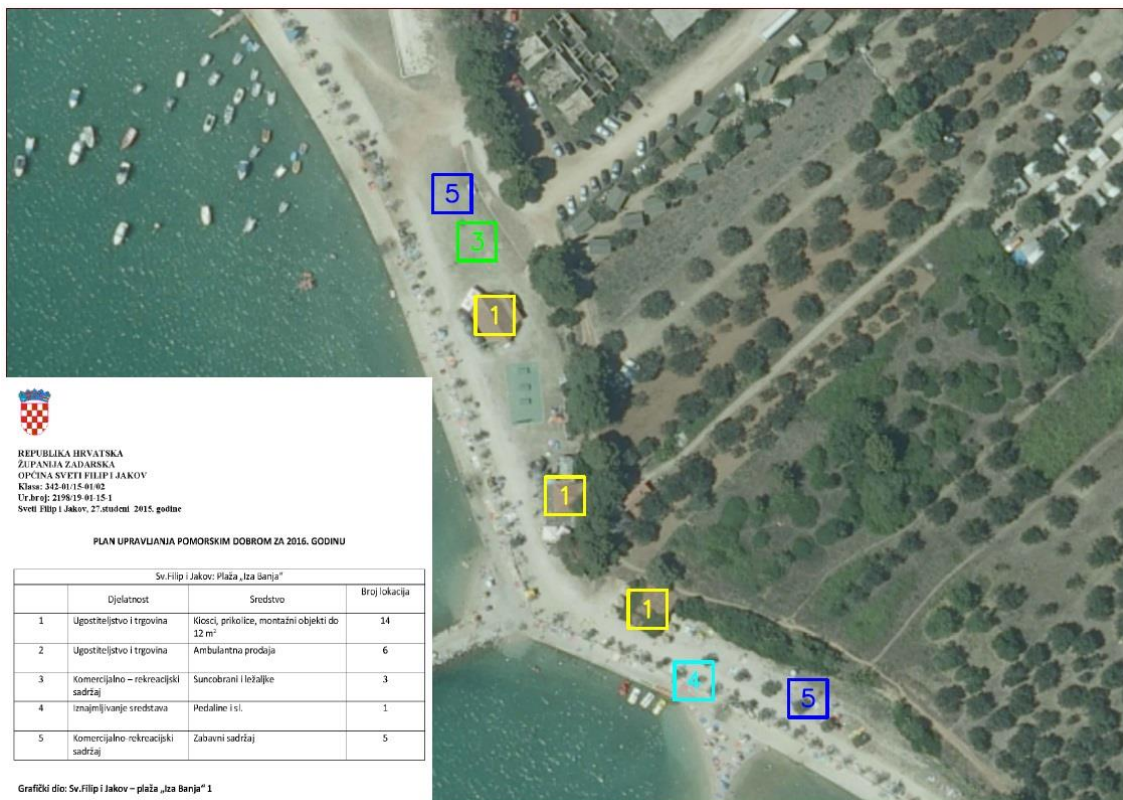 5
3
1
1
1
4
5
REPUBLIKA HRVATSKA
ŽUPANIJA ZADARSKA
OPĆINA SVETI FILIP I JAKOV
Klasa: 342-01/15-01/02
Ur.broj: 2198/19-01-15-1
Sveti Filip i Jakov, 27.studeni 2015. godine
PLAN UPRAVLJANJA POMORSKIM DOBROM ZA 2016. GODINU
Sv.Filip i Jakov: Plaža „Iza Banja“
Djelatnost Sredstvo Broj lokacija
1 Ugostiteljstvo i trgovina Kiosci, prikolice, montažni objekti do 14
12 m²
2 Ugostiteljstvo i trgovina Ambulantna prodaja 6
3 Komercijalno – rekreacijski Suncobrani i ležaljke 3
sadržaj
4 Iznajmljivanje sredstava Pedaline i sl. 1
5 Komercijalno-rekreacijski Zabavni sadržaj 5
sadržaj
Grafički dio: Sv.Filip i Jakov – plaža „Iza Banja“ 1